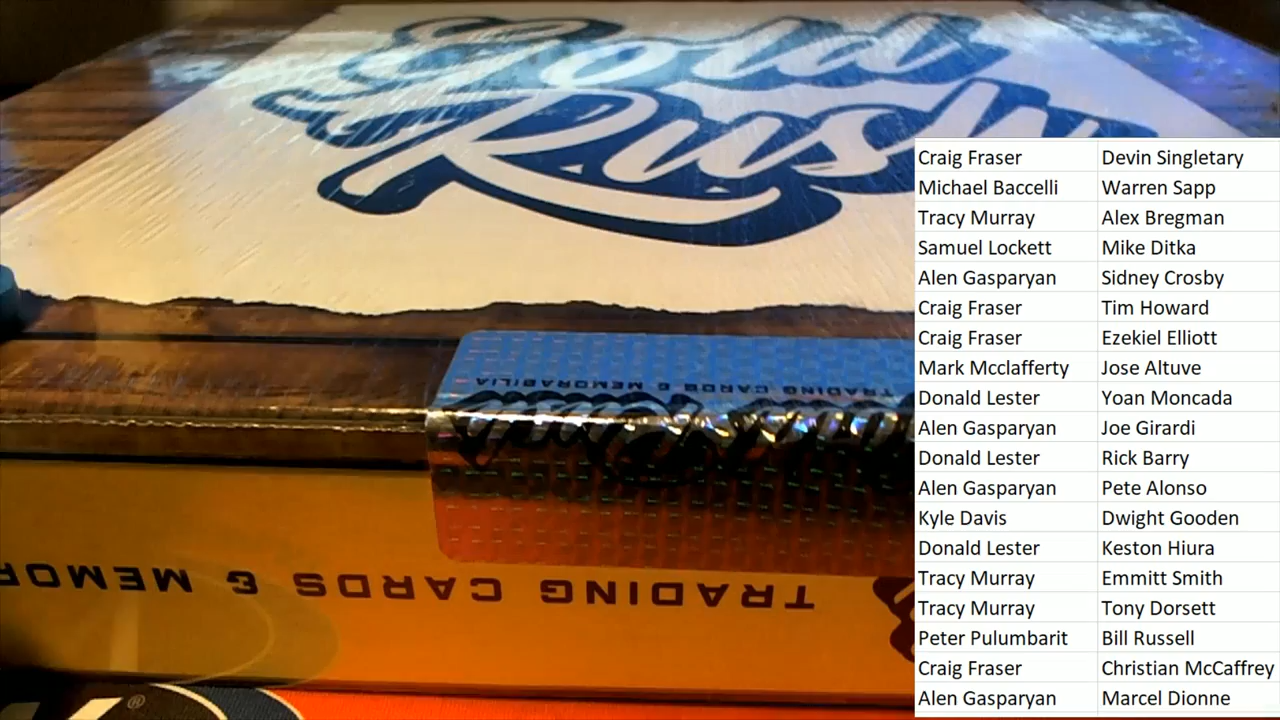 Gold
Rush
TRADING CARDS & MEMORABILIA
TRADING CARDS & MEMOR
®
Craig Fraser Devin Singletary
Michael Baccelli Warren Sapp
Tracy Murray Alex Bregman
Samuel Lockett Mike Ditka
Alen Gasparyan Sidney Crosby
Craig Fraser Tim Howard
Craig Fraser Ezekiel Elliott
Mark Mcclafferty Jose Altuve
Donald Lester Yoan Moncada
Alen Gasparyan Joe Girardi
Donald Lester Rick Barry
Alen Gasparyan Pete Alonso
Kyle Davis Dwight Gooden
Donald Lester Keston Hiura
Tracy Murray Emmitt Smith
Tracy Murray Tony Dorsett
Peter Pulumbarit Bill Russell
Craig Fraser Christian McCaffrey
Alen Gasparyan Marcel Dionne